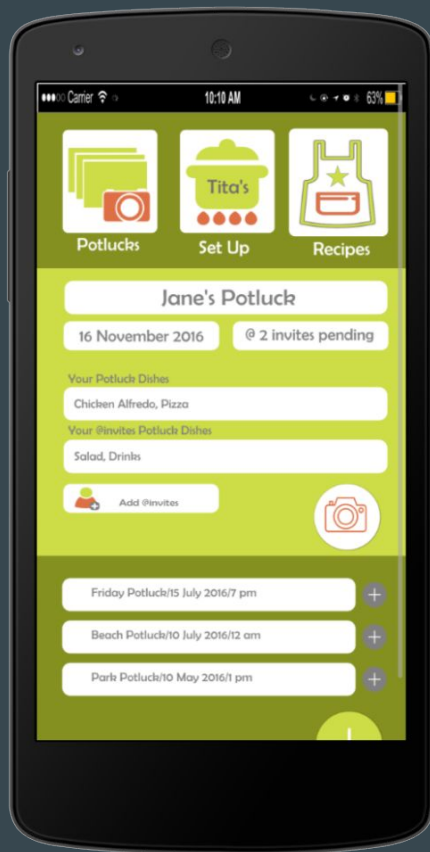 Carrier 10:10 AM 63%
Tita's
Potlucks Set Up Recipes
Jane's Potluck
16 November 2016 @ 2 invites pending
Your Potluck Dishes
Chicken Alfredo, Pizza
Your @invites Potluck Dishes
Salad, Drinks
Add @invites
Friday Potluck/15 July 2016/7 pm
Beach Potluck/10 July 2016/12 am
Park Potluck/10 May 2016/1 pm